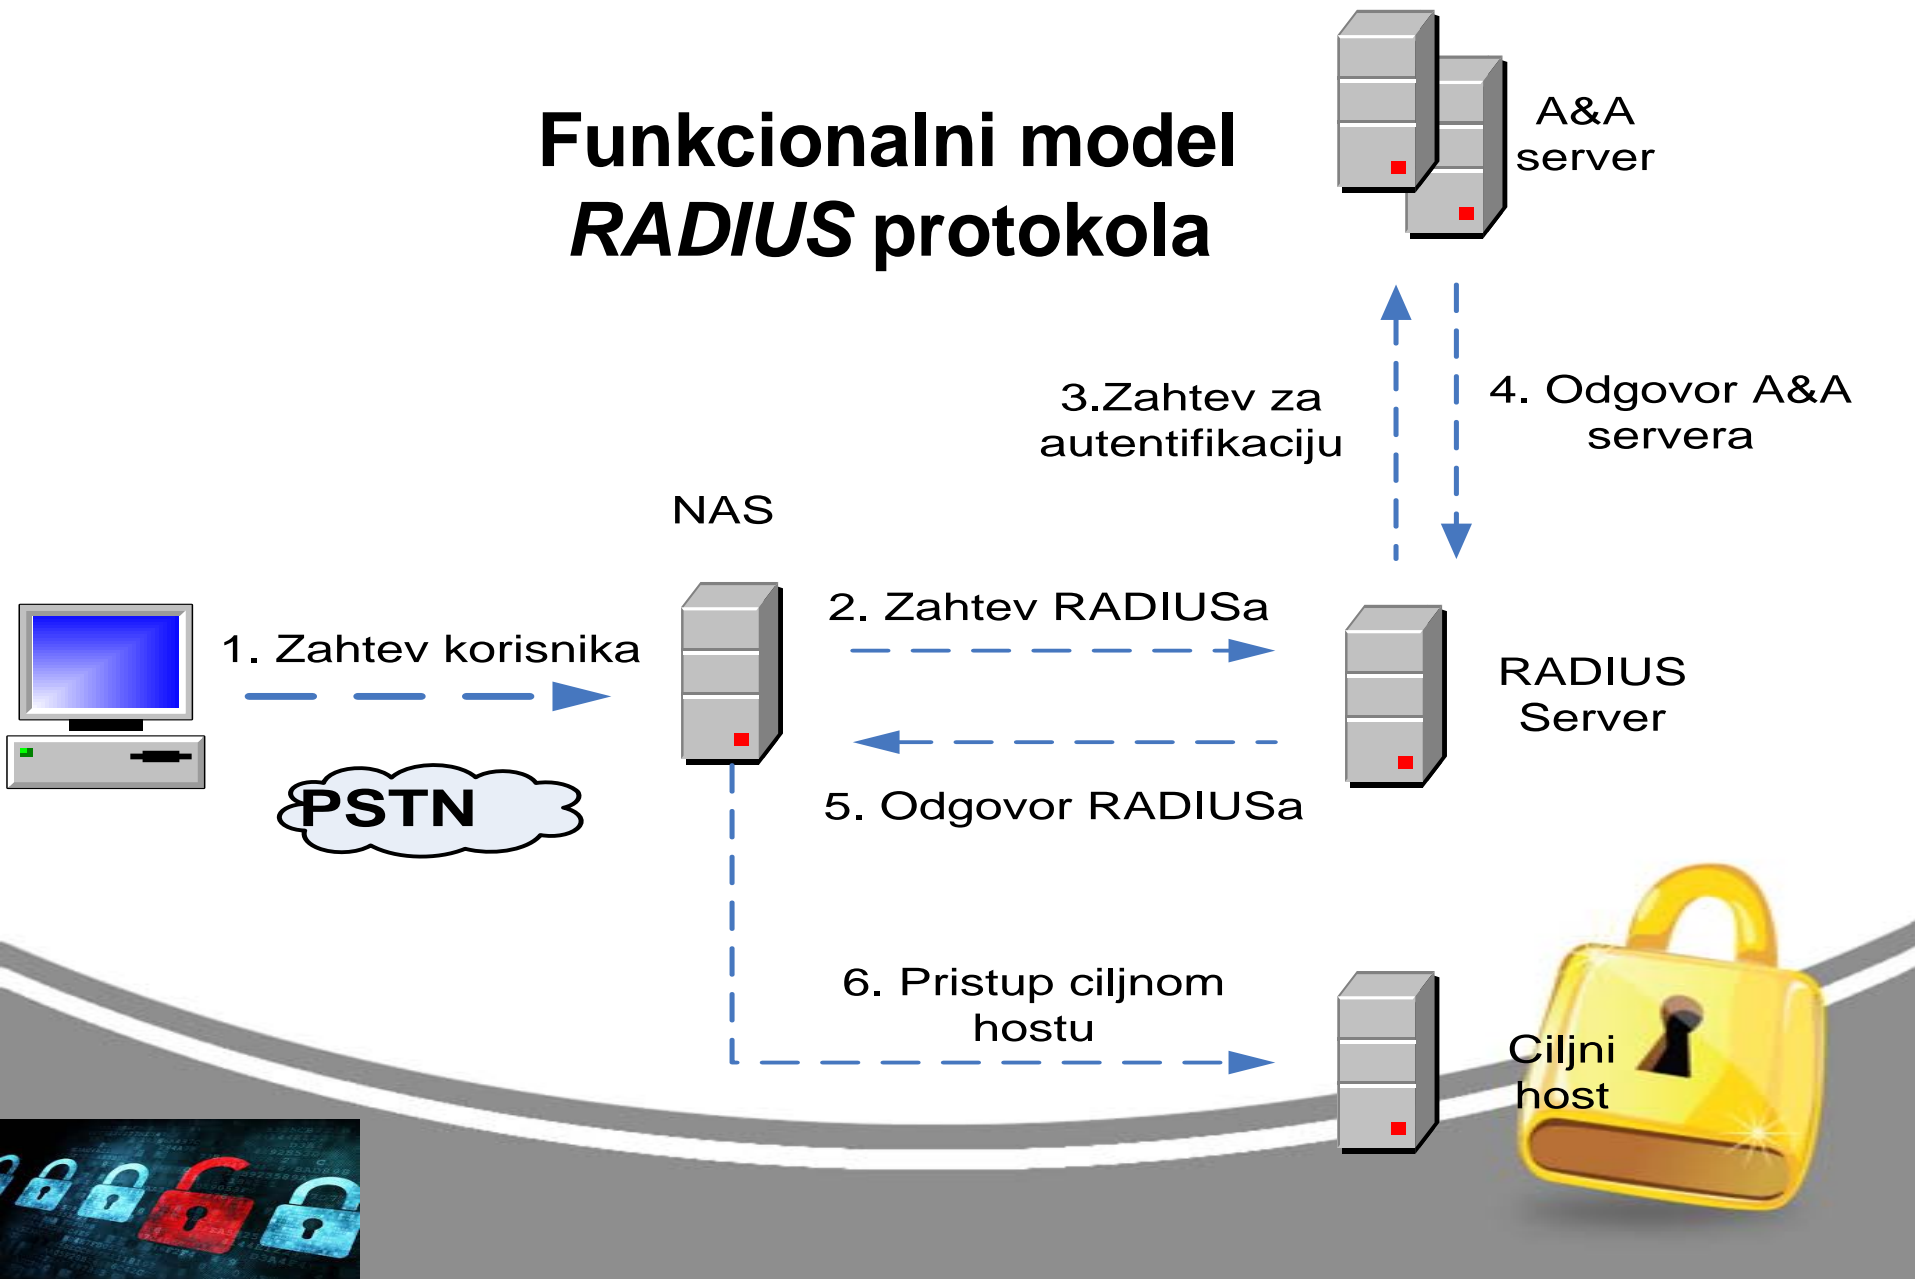 Funkcionalni model
RADIUS protokola
A&A
server
3.Zahtev za
autentifikaciju
4. Odgovor A&A
servera
NAS
1. Zahtev korisnika
2. Zahtev RADIUSa
RADIUS
Server
PSTN
5. Odgovor RADIUSa
6. Pristup ciljnom
hostu
Ciljni
host